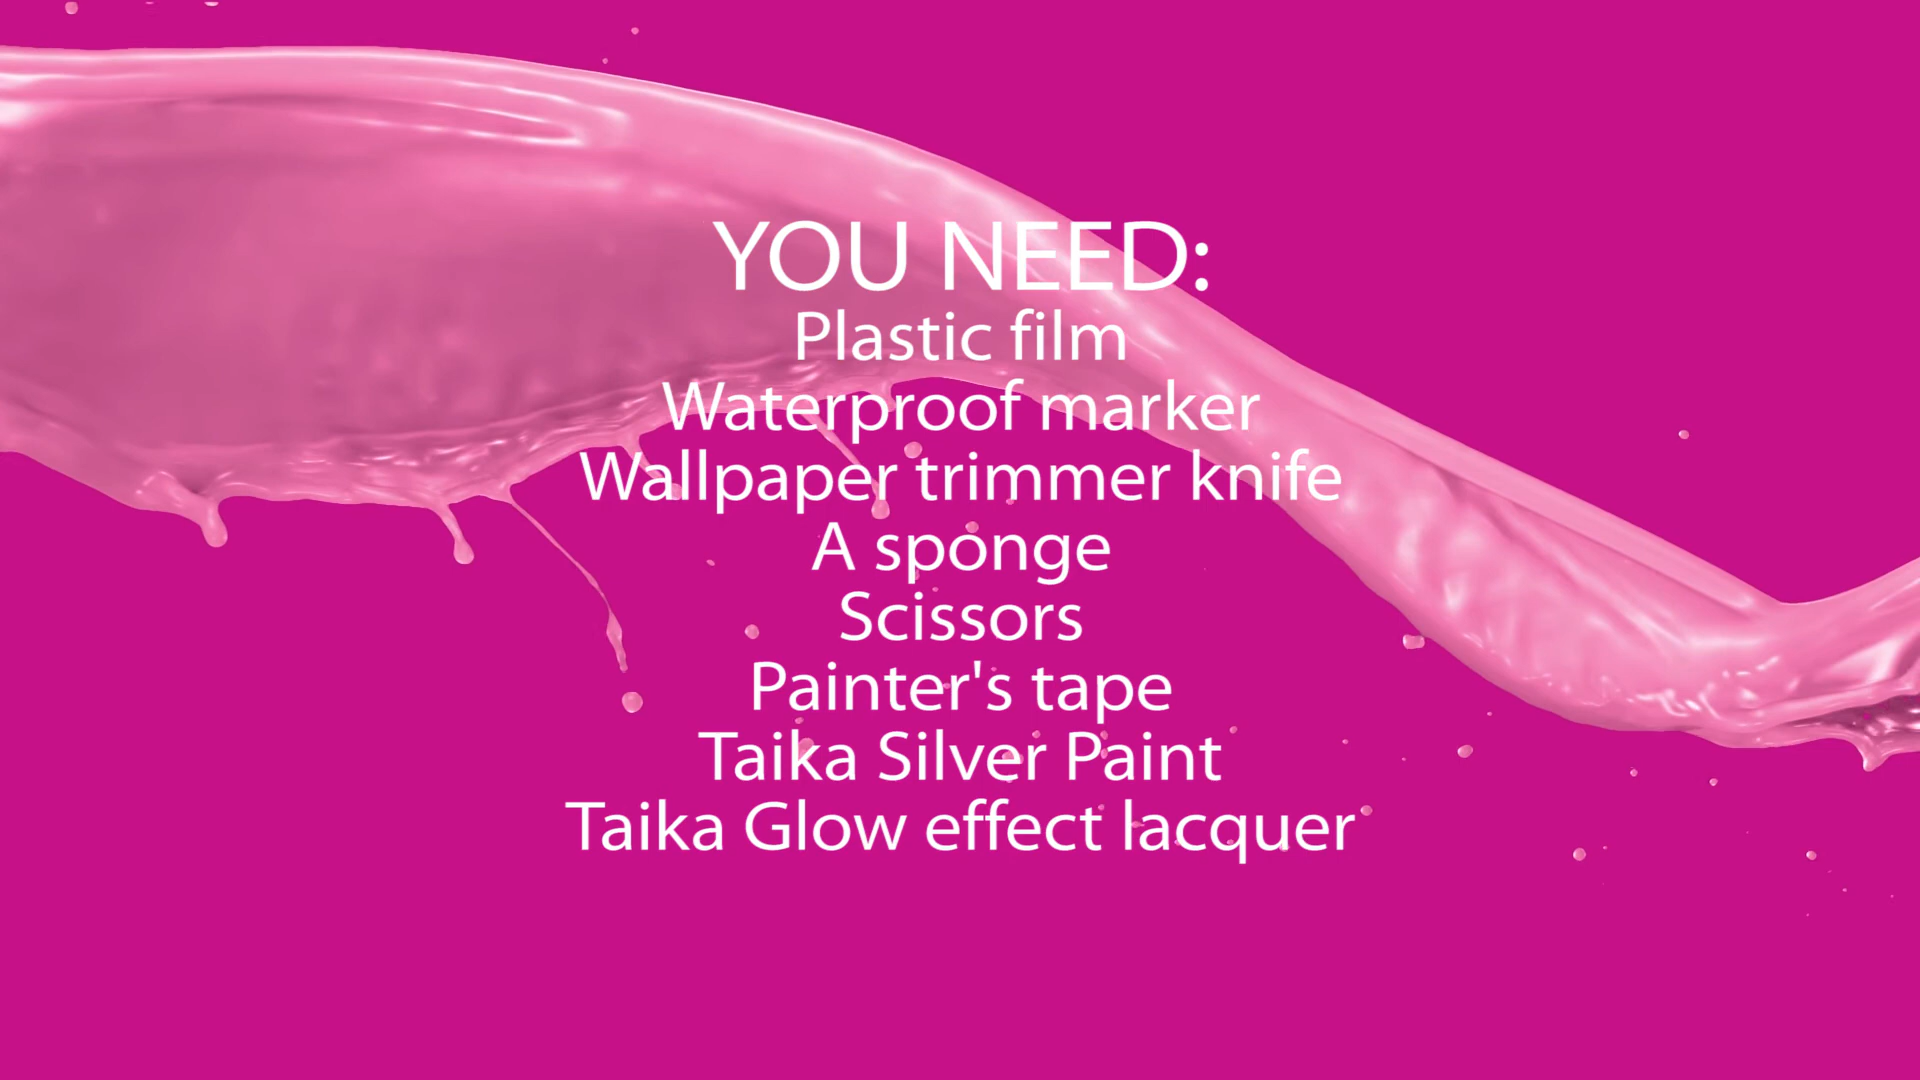 YOU NEED:
Plastic film
Waterproof marker
Wallpaper trimmer knife
A sponge
Scissors
Painter's tape
Taika Silver Paint
Taika Glow effect lacquer